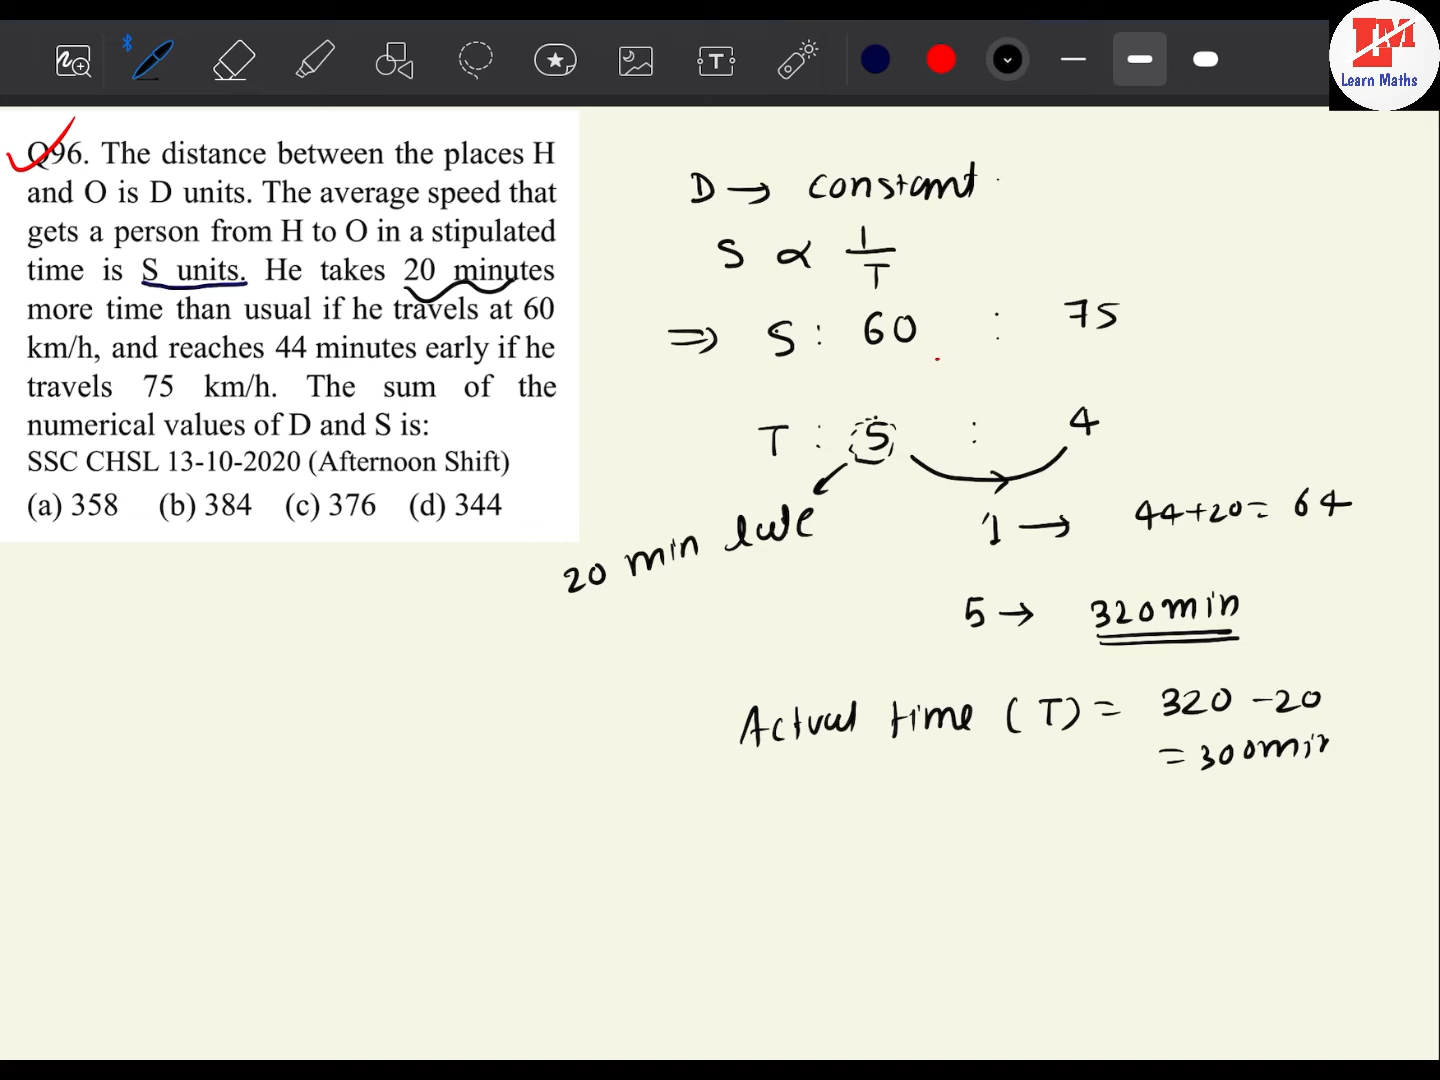 LM
Learn Maths
Q96. The distance between the places H
and O is D units. The average speed that
gets a person from H to O in a stipulated
time is S units. He takes 20 minutes
more time than usual if he travels at 60
km/h, and reaches 44 minutes early if he
travels 75 km/h. The sum of the
numerical values of D and S is:
SSC CHSL 13-10-2020 (Afternoon Shift)
(a) 358 (b) 384 (c) 376 (d) 344
D → constant
S ∝ 1/T
⇒ S : 60 : 75
T : 5 : 4
20 min late
1 → 44+20 = 64
5 → 320min
Actual time (T) = 320 - 20
= 300min